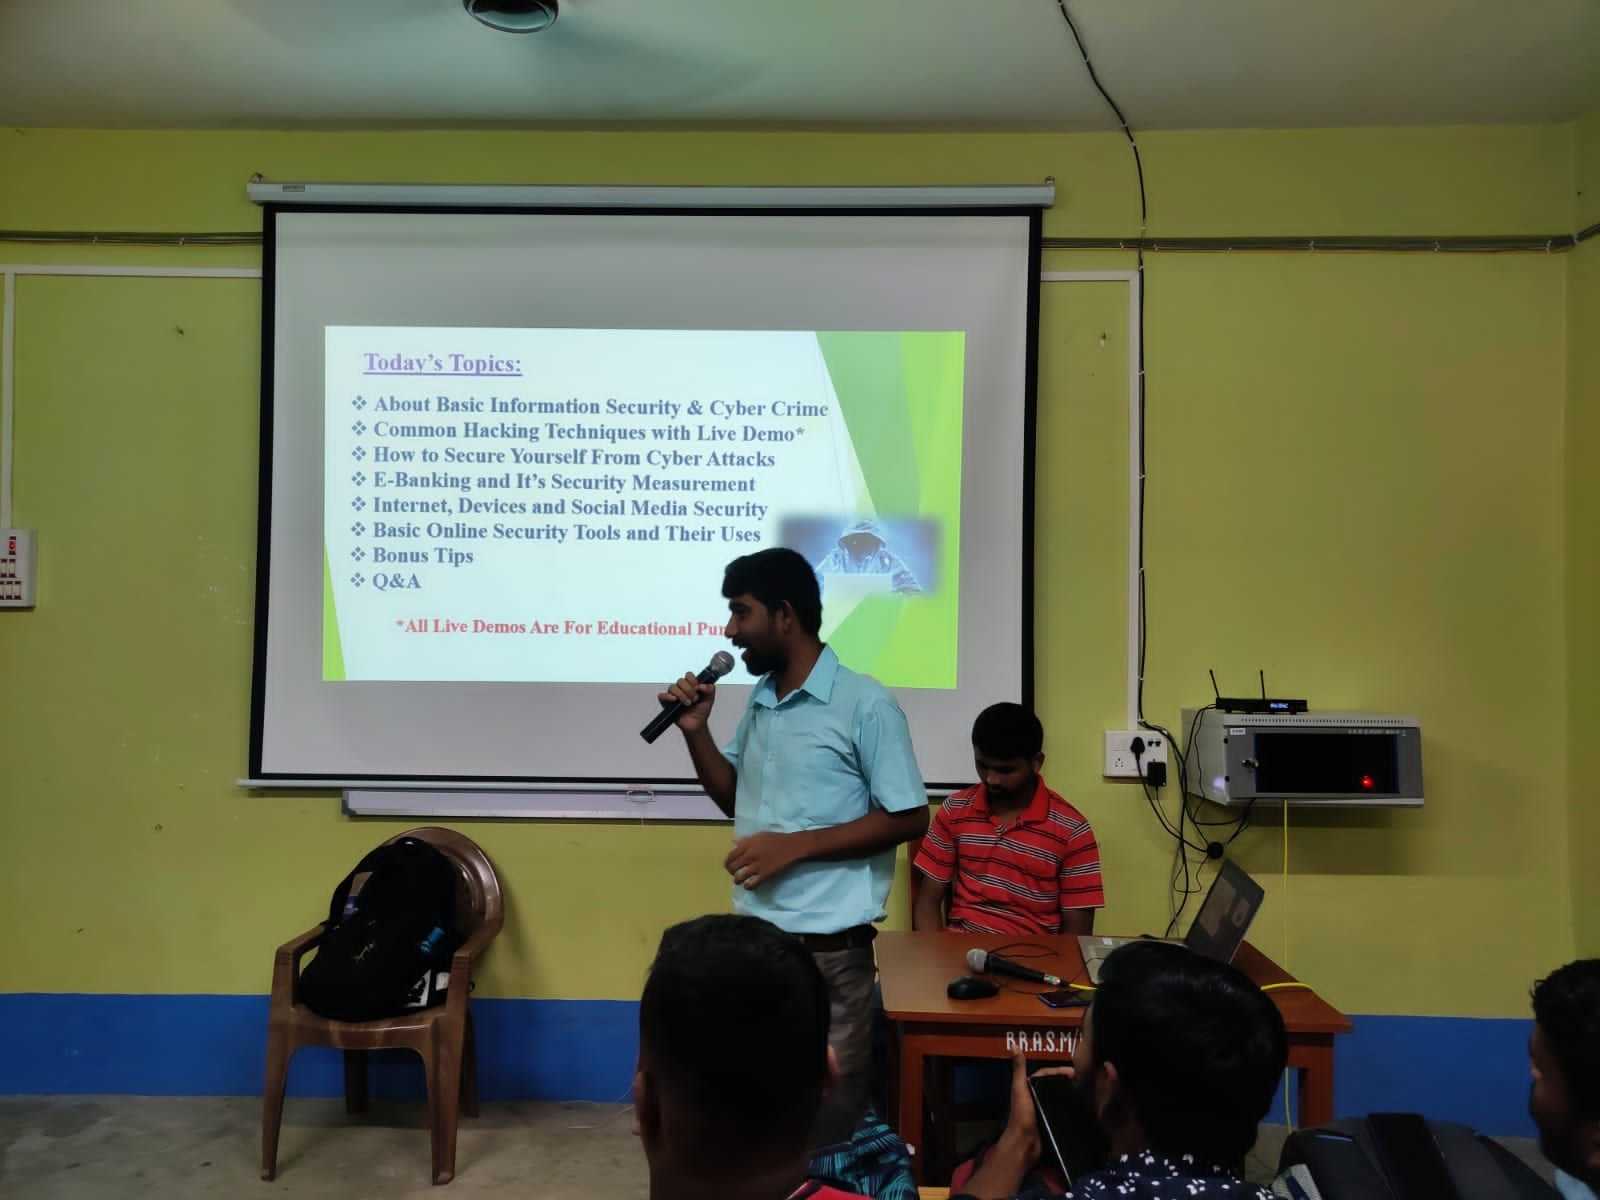 Today's Topics:
❖ About Basic Information Security & Cyber Crime
❖ Common Hacking Techniques with Live Demo*
❖ How to Secure Yourself From Cyber Attacks
❖ E-Banking and It's Security Measurement
❖ Internet, Devices and Social Media Security
❖ Basic Online Security Tools and Their Uses
❖ Bonus Tips
❖ Q&A
*All Live Demos Are For Educational